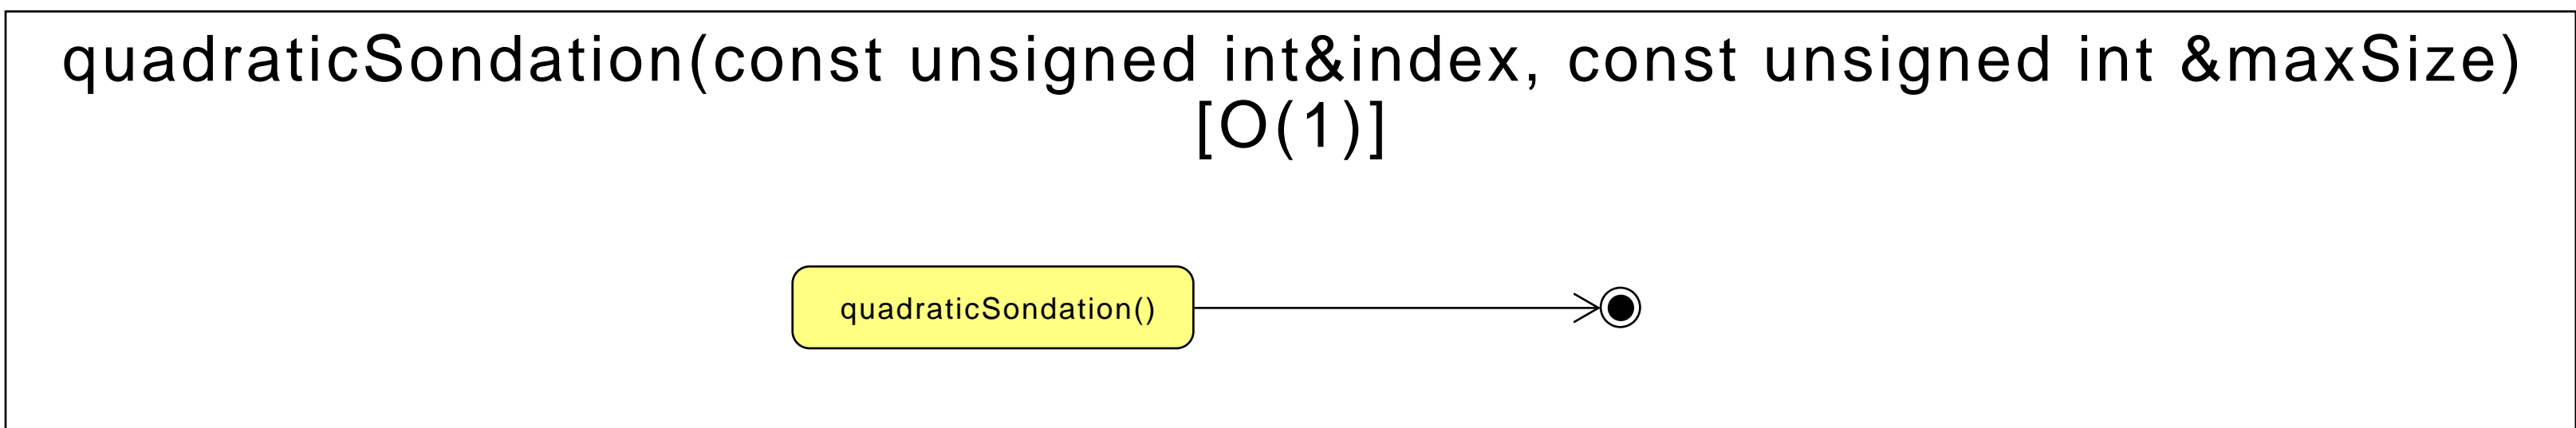 quadraticSondation(const unsigned int&index, const unsigned int &maxSize)
[O(1)]
quadraticSondation()